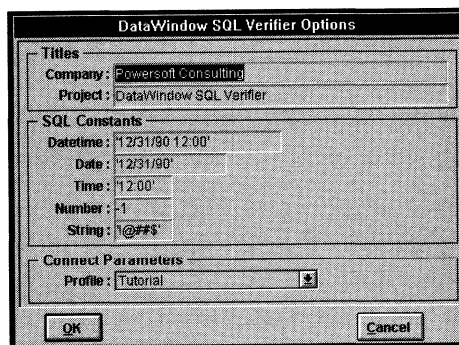 DataWindow SQL Verifier Options
Titles
Company: Powersoft Consulting
Project: DataWindow SQL Verifier
SQL Constants
Datetime: '12/31/90 12:00'
Date: '12/31/90'
Time: '12:00'
Number: -1
String: '!@##$'
Connect Parameters
Profile: Tutorial
OK
Cancel